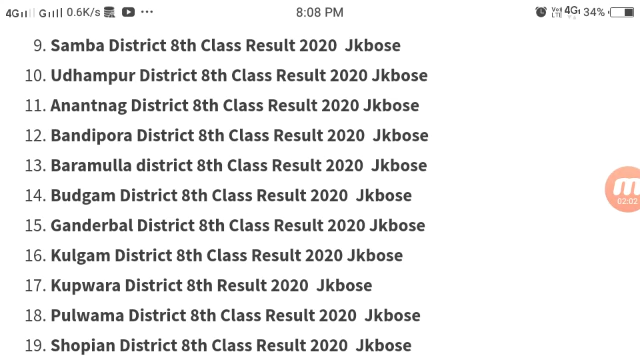 4G G 0.6K/s ... 8:08 PM VoD LTE 4G 34%
9. Samba District 8th Class Result 2020 Jkbose
10. Udhampur District 8th Class Result 2020 Jkbose
11. Anantnag District 8th Class Result 2020 Jkbose
12. Bandipora District 8th Class Result 2020 Jkbose
13. Baramulla district 8th Class Result 2020 Jkbose
14. Budgam District 8th Class Result 2020 Jkbose
02:02
15. Ganderbal District 8th Class Result 2020 Jkbose
16. Kulgam District 8th Class Result 2020 Jkbose
17. Kupwara District 8th Result 2020 Jkbose
18. Pulwama District 8th Class Result 2020 Jkbose
19. Shopian District 8th Class Result 2020 Jkbose